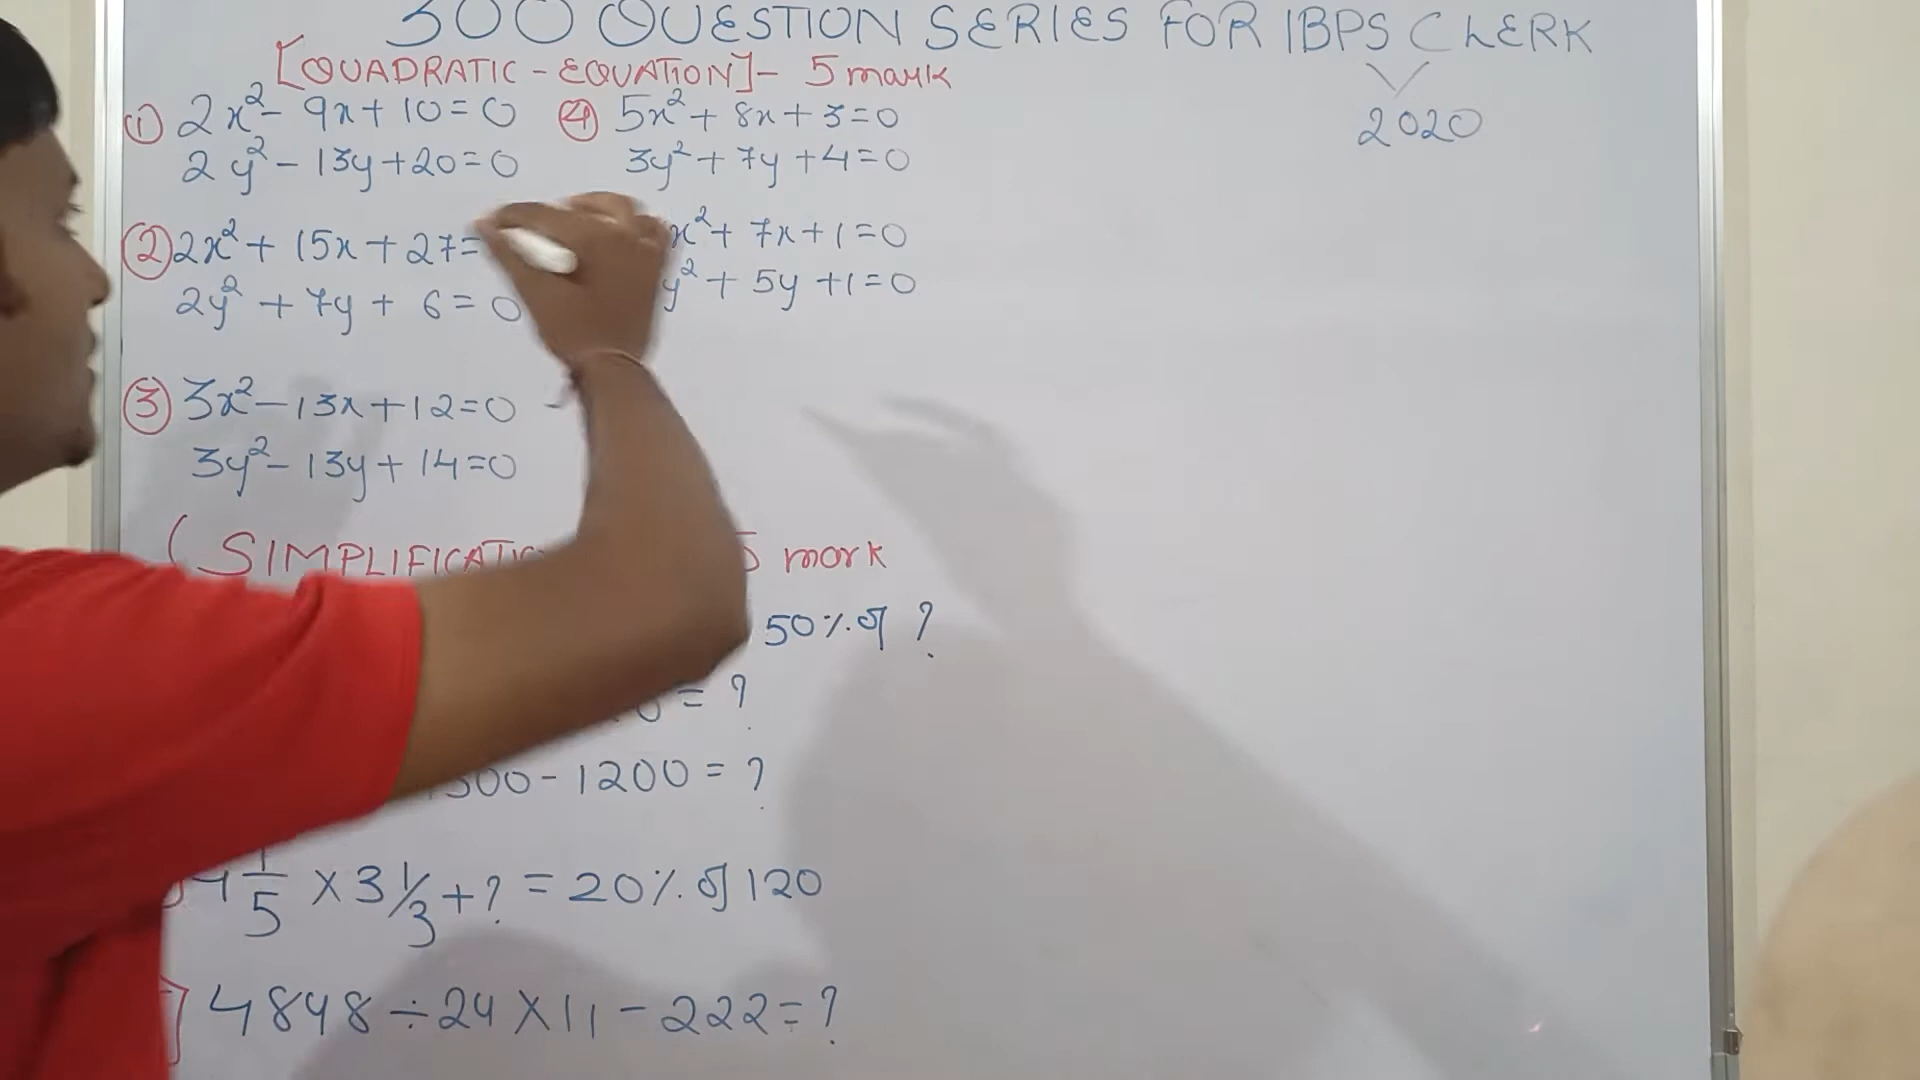 300 QUESTION SERIES FOR IBPS CLERK
2020
[QUADRATIC - EQUATION] - 5 mark
① 2x² - 9x + 10 = 0
2y² - 13y + 20 = 0
② 2x² + 15x + 27 =
2y² + 7y + 6 = 0
③ 3x² - 13x + 12 = 0
3y² - 13y + 14 = 0
④ 5x² + 8x + 3 = 0
3y² + 7y + 4 = 0
x² + 7x + 1 = 0
y² + 5y + 1 = 0
( 5 mark
50% of ?
= ?
300 - 1200 = ?
4 1/5 × 3 1/3 + ? = 20% of 120
4848 ÷ 24 × 11 - 222 = ?